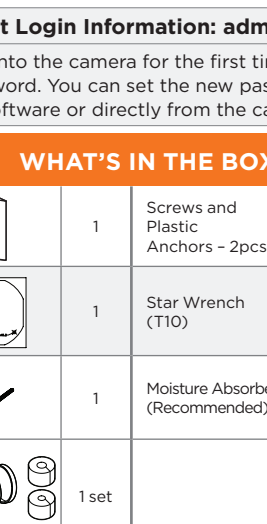 t Login Information: adm
nto the camera for the first ti
word. You can set the new pas
oftware or directly from the ca
WHAT'S IN THE BOX
1
Screws and
Plastic
Anchors – 2pcs
1
Star Wrench
(T10)
1
Moisture Absorbe
(Recommended)
1 set